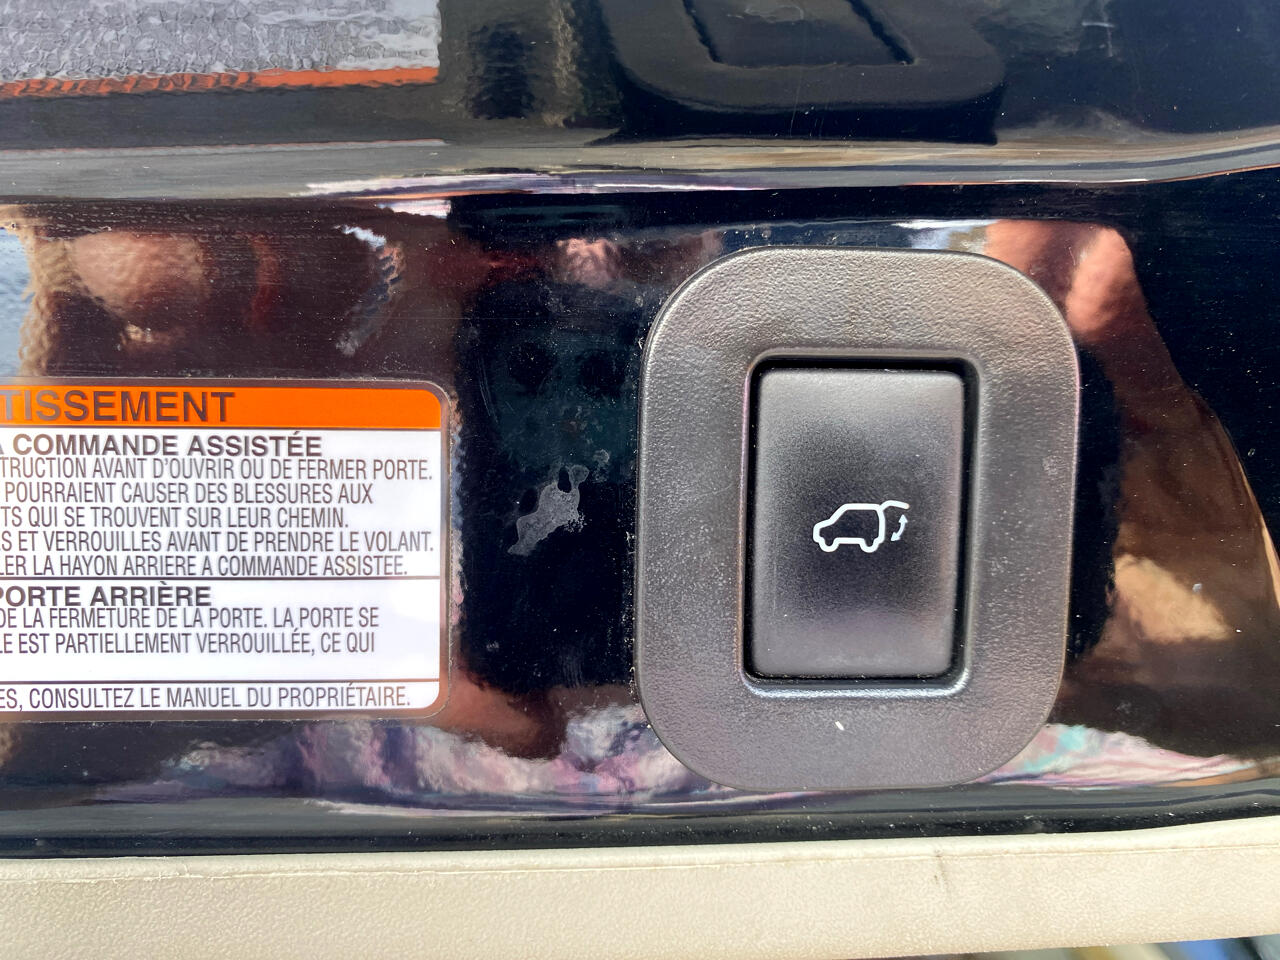 TISSEMENT
A COMMANDE ASSISTÉE
TRUCTION AVANT D'OUVRIR OU DE FERMER PORTE.
POURRAIENT CAUSER DES BLESSURES AUX
TS QUI SE TROUVENT SUR LEUR CHEMIN.
S ET VERROUILLES AVANT DE PRENDRE LE VOLANT.
LER LA HAYON ARRIERE A COMMANDE ASSISTEE.
PORTE ARRIÈRE
DE LA FERMETURE DE LA PORTE. LA PORTE SE
LE EST PARTIELLEMENT VERROUILLÉE, CE QUI
ES, CONSULTEZ LE MANUEL DU PROPRIÉTAIRE.